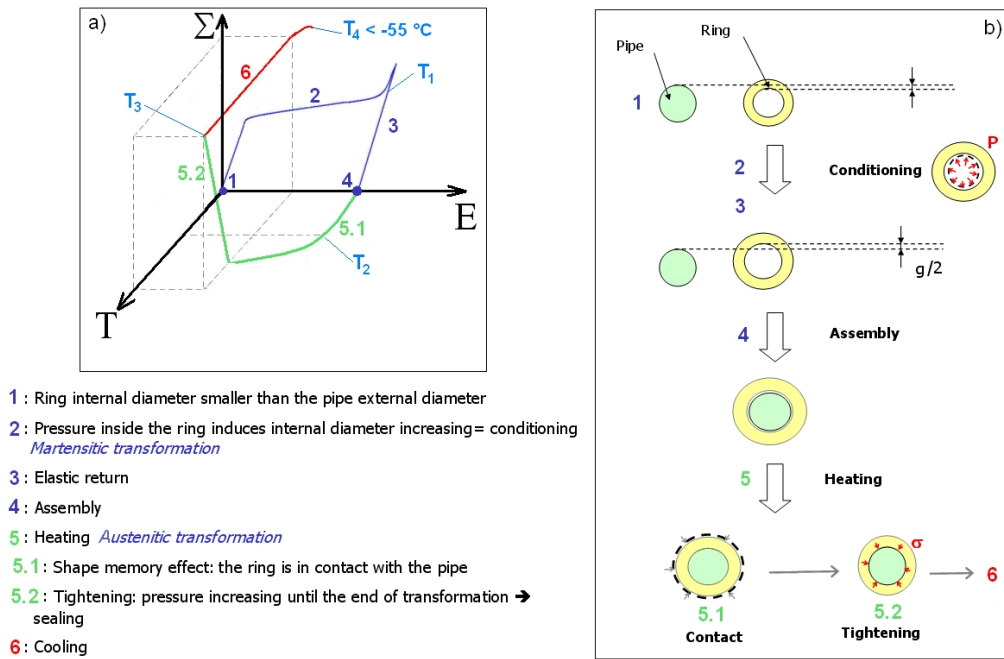 a)
Σ
T₄ < -55 °C
6
T₁
2
T₃
3
5.2
1
4
E
5.1
T₂
T
1 : Ring internal diameter smaller than the pipe external diameter
2 : Pressure inside the ring induces internal diameter increasing= conditioning
Martensitic transformation
3 : Elastic return
4 : Assembly
5 : Heating Austenitic transformation
5.1 : Shape memory effect: the ring is in contact with the pipe
5.2 : Tightening: pressure increasing until the end of transformation ➔
sealing
6 : Cooling
b)
Ring
Pipe
1
P
2 Conditioning
3
g/2
4 Assembly
5 Heating
σ
6
5.1 5.2
Contact Tightening